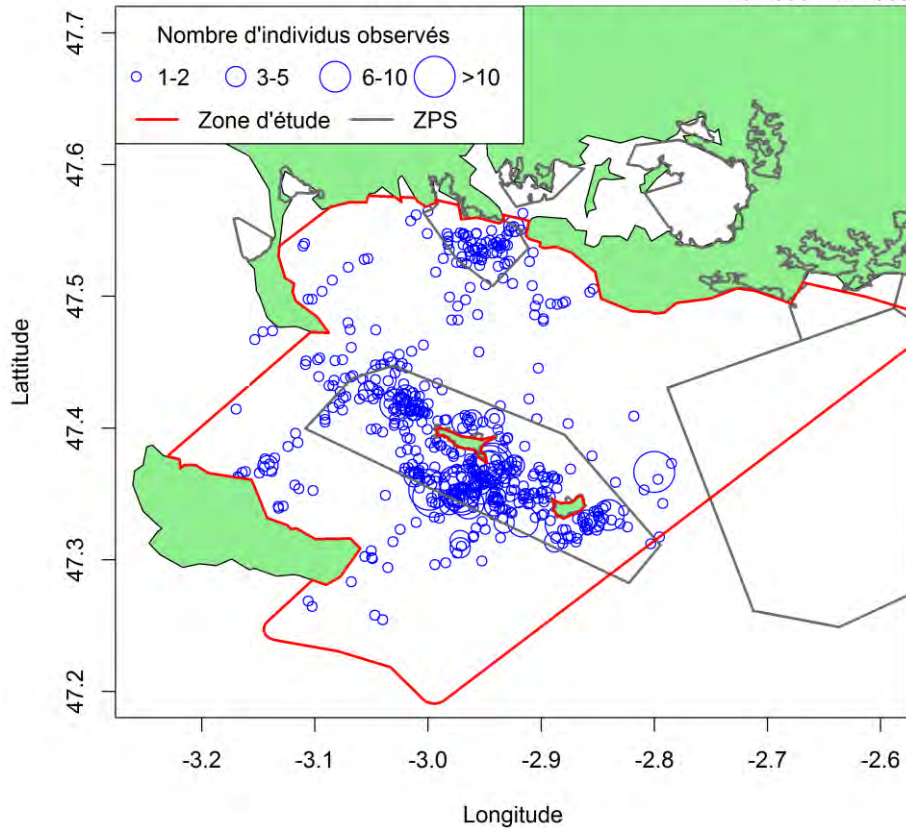 Nombre d'individus observés
1-2 3-5 6-10 >10
Zone d'étude ZPS
47.7
47.6
47.5
47.4
47.3
47.2
Lattitude
-3.2 -3.1 -3.0 -2.9 -2.8 -2.7 -2.6
Longitude